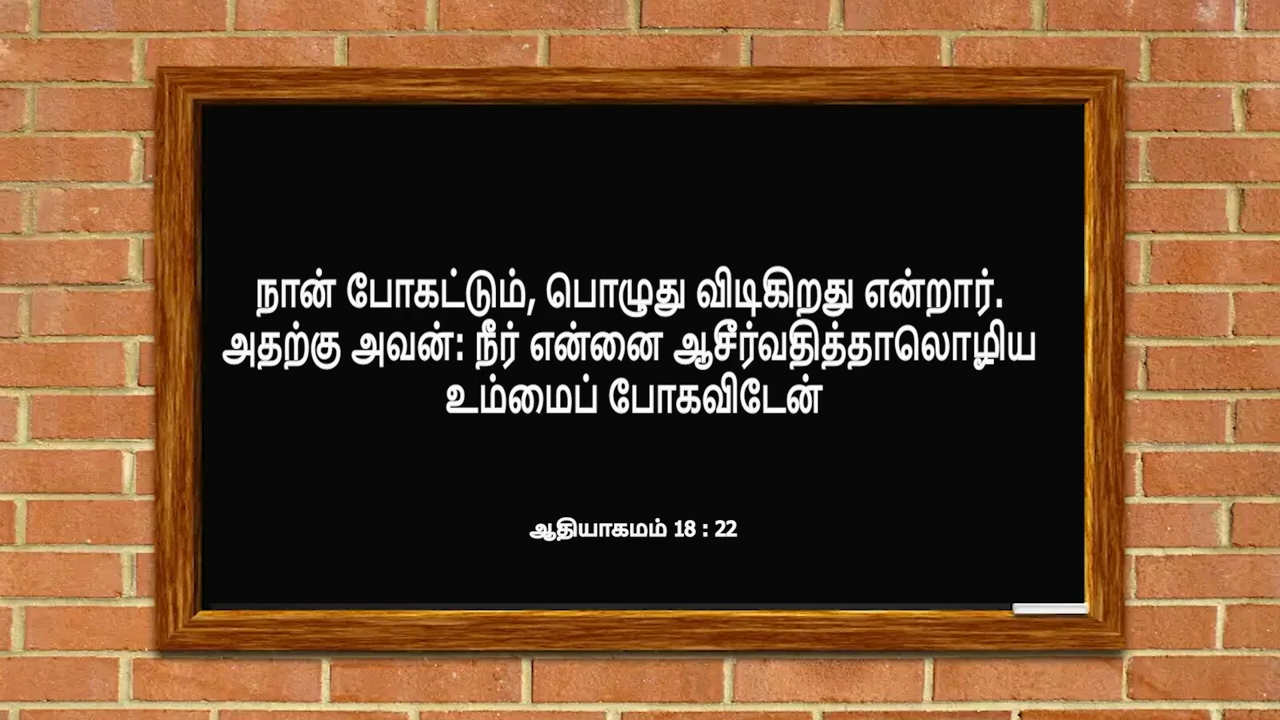 நான் போகட்டும், பொழுது விடிகிறது என்றார்.
அதற்கு அவன்: நீர் என்னை ஆசீர்வதித்தாலொழிய
உம்மைப் போகவிடேன்
ஆதியாகமம் 18 : 22